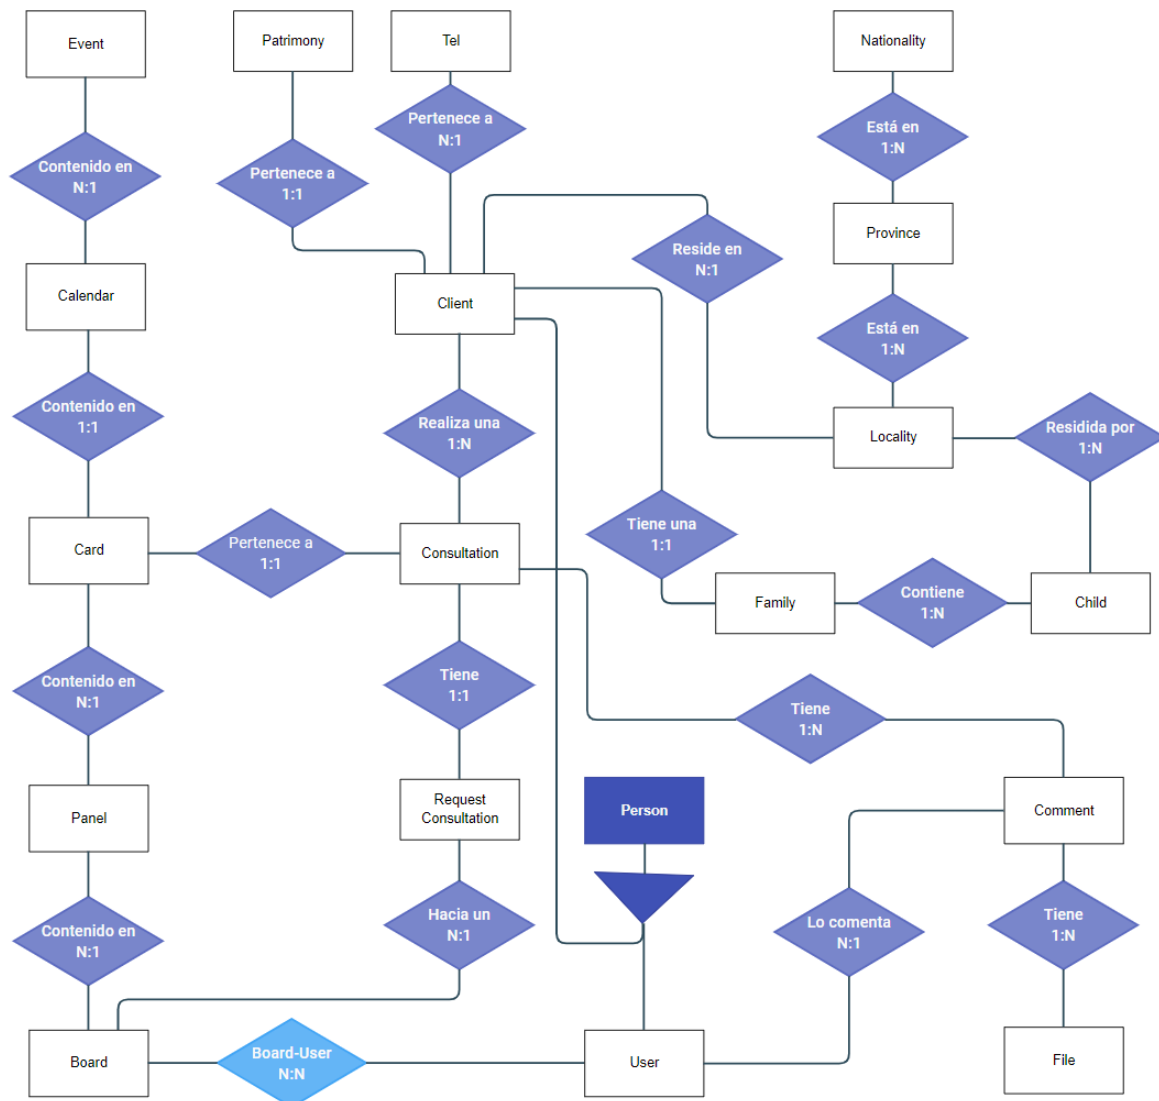 Event
Patrimony
Tel
Nationality
Pertenece a
N:1
Está en
1:N
Contenido en
N:1
Pertenece a
1:1
Province
Reside en
N:1
Calendar
Client
Está en
1:N
Contenido en
1:1
Realiza una
1:N
Locality
Residida por
1:N
Tiene una
1:1
Card
Pertenece a
1:1
Consultation
Family
Contiene
1:N
Child
Contenido en
N:1
Tiene
1:1
Tiene
1:N
Panel
Request
Consultation
Person
Comment
Contenido en
N:1
Hacia un
N:1
Lo comenta
N:1
Tiene
1:N
Board
Board-User
N:N
User
File